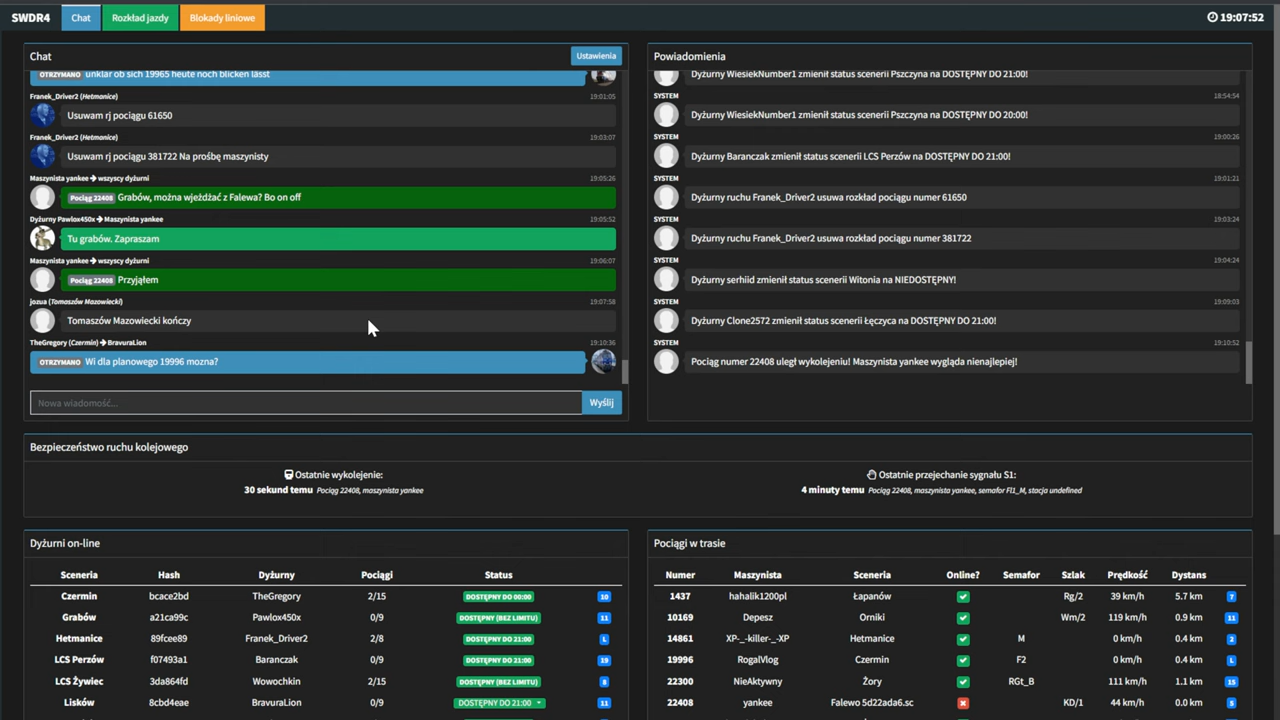 SWDR4 Chat Rozkład jazdy Blokady liniowe 19:07:52
Chat Ustawienia
OTRZYMANO unklar ob sich 19965 heute noch blicken lässt
Franek_Driver2 (Hetmanice) 19:01:05
Usuwam rj pociągu 61650
Franek_Driver2 (Hetmanice) 19:03:07
Usuwam rj pociągu 381722 Na prośbę maszynisty
Maszynista yankee → wszyscy dyżurni 19:05:26
Pociąg 22408 Grabów, można wjeżdżać z Falewa? Bo on off
Dyżurny Pawlox450x → Maszynista yankee 19:05:52
Tu grabów. Zapraszam
Maszynista yankee → wszyscy dyżurni 19:06:07
Pociąg 22408 Przyjąłem
jozua (Tomaszów Mazowiecki) 19:07:58
Tomaszów Mazowiecki kończy
TheGregory (Czermin) → BravuraLion 19:10:36
OTRZYMANO Wi dla planowego 19996 mozna?
Nowa wiadomość... Wyślij
Powiadomienia
Dyżurny WiesiekNumber1 zmienił status scenerii Pszczyna na DOSTĘPNY DO 21:00!
SYSTEM 18:54:54
Dyżurny WiesiekNumber1 zmienił status scenerii Pszczyna na DOSTĘPNY DO 20:00!
SYSTEM 19:00:26
Dyżurny Baranczak zmienił status scenerii LCS Perzów na DOSTĘPNY DO 21:00!
SYSTEM 19:01:21
Dyżurny ruchu Franek_Driver2 usuwa rozkład pociągu numer 61650
SYSTEM 19:03:24
Dyżurny ruchu Franek_Driver2 usuwa rozkład pociągu numer 381722
SYSTEM 19:04:24
Dyżurny serhiid zmienił status scenerii Witonia na NIEDOSTĘPNY!
SYSTEM 19:09:03
Dyżurny Clone2572 zmienił status scenerii Łęczyca na DOSTĘPNY DO 21:00!
SYSTEM 19:10:52
Pociąg numer 22408 uległ wykolejeniu! Maszynista yankee wygląda nienajlepiej!
Bezpieczeństwo ruchu kolejowego
Ostatnie wykolejenie:
30 sekund temu Pociąg 22408, maszynista yankee
Ostatnie przejechanie sygnału S1:
4 minuty temu Pociąg 22408, maszynista yankee, semafor Fl1_M, stacja undefined
Dyżurni on-line
Sceneria Hash Dyżurny Pociągi Status
Czermin bcace2bd TheGregory 2/15 DOSTĘPNY DO 00:00 10
Grabów a21ca99c Pawlox450x 0/9 DOSTĘPNY (BEZ LIMITU) 11
Hetmanice 89fcee89 Franek_Driver2 2/8 DOSTĘPNY DO 21:00 L
LCS Perzów f07493a1 Baranczak 0/9 DOSTĘPNY DO 21:00 19
LCS Żywiec 3da864fd Wowochkin 2/15 DOSTĘPNY (BEZ LIMITU) 8
Lisków 8cbd4eae BravuraLion 0/9 DOSTĘPNY DO 21:00 11
Pociągi w trasie
Numer Maszynista Sceneria Online? Semafor Szlak Prędkość Dystans
1437 hahalik1200pl Łapanów Rg/2 39 km/h 5.7 km 7
10169 Depesz Orniki Wm/2 119 km/h 0.9 km 11
14861 XP-_-killer-_-XP Hetmanice M 0 km/h 0.4 km 2
19996 RogalVlog Czermin F2 0 km/h 0.4 km L
22300 NieAktywny Żory RGt_B 111 km/h 1.1 km 15
22408 yankee Falewo 5d22ada6.sc KD/1 44 km/h 0.0 km 5